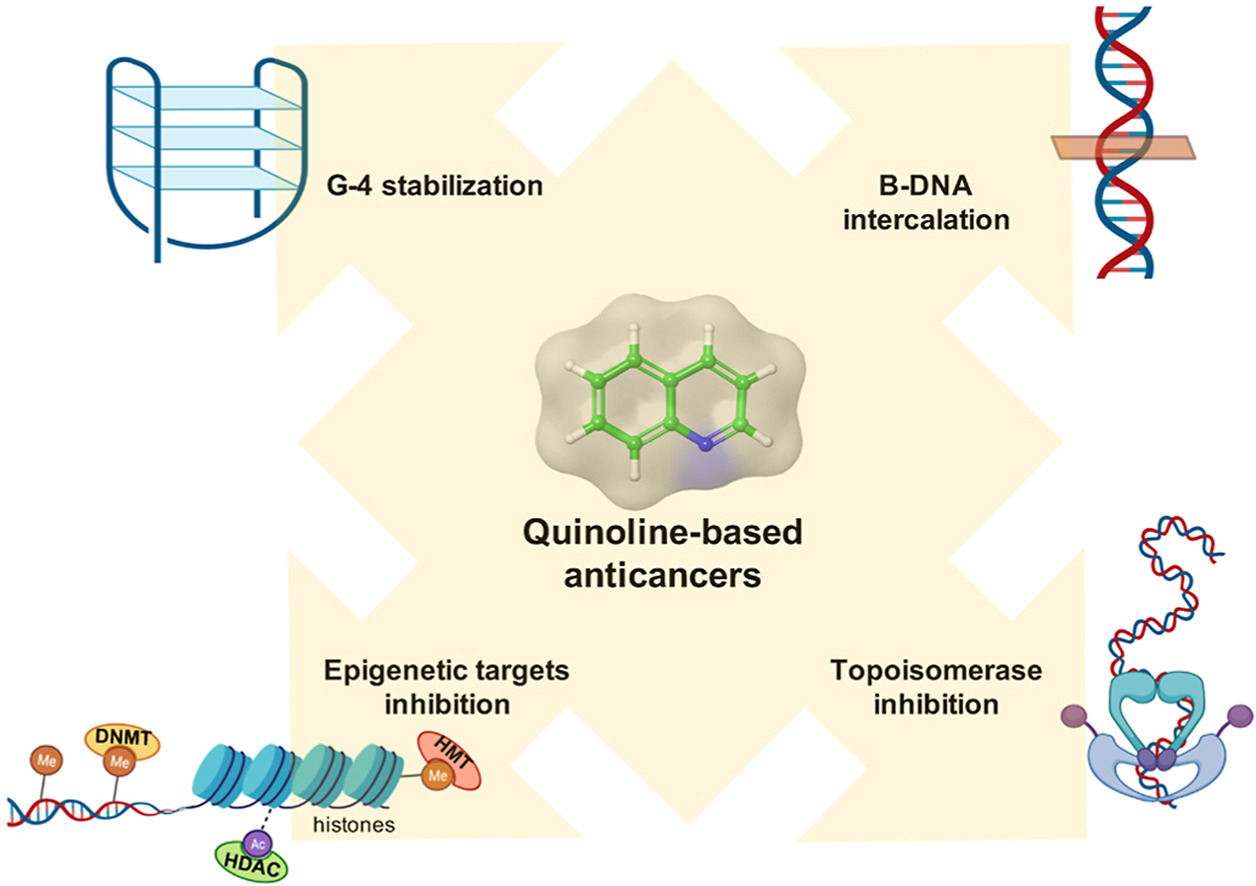 G-4 stabilization
B-DNA
intercalation
Quinoline-based
anticancers
Epigenetic targets
inhibition
Topoisomerase
inhibition
DNMT
Me
Me
HMT
Me
histones
Ac
HDAC